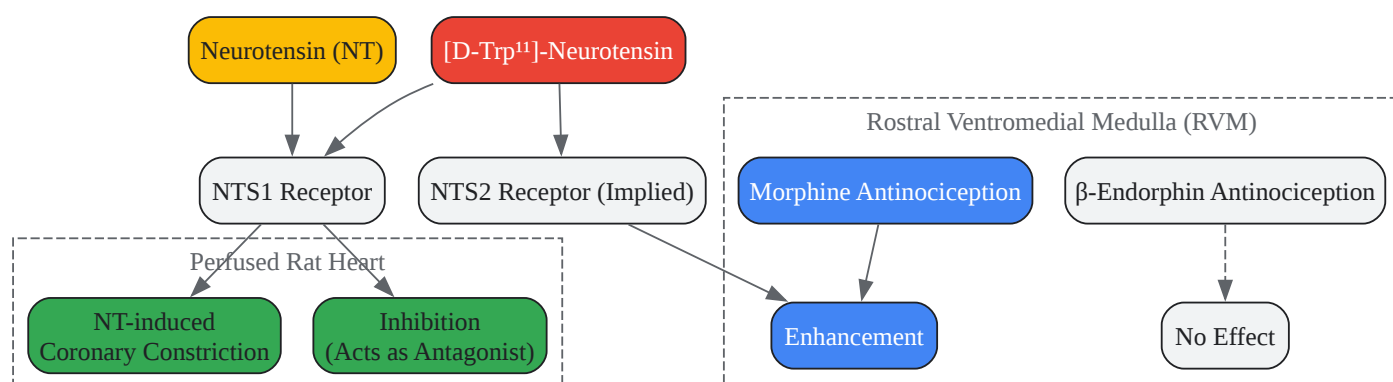 Neurotensin (NT)
[D-Trp¹¹]-Neurotensin
Rostral Ventromedial Medulla (RVM)
NTS1 Receptor
NTS2 Receptor (Implied)
Morphine Antinociception
β-Endorphin Antinociception
Perfused Rat Heart
NT-induced
Coronary Constriction
Inhibition
(Acts as Antagonist)
Enhancement
No Effect